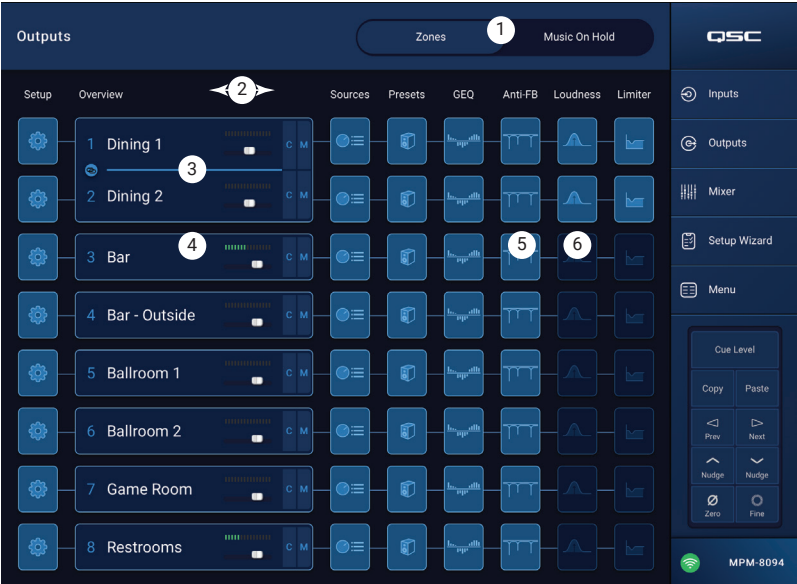 Outputs
Zones 1 Music On Hold
QSC
Setup Overview 2 Sources Presets GEQ Anti-FB Loudness Limiter
Inputs
1 Dining 1 C M
Outputs
3
2 Dining 2 C M
Mixer
4 5 6
Setup Wizard
3 Bar C M
Menu
4 Bar - Outside C M
Cue Level
5 Ballroom 1 C M
Copy Paste
Prev Next
6 Ballroom 2 C M
Nudge Nudge
7 Game Room C M
Zero Fine
8 Restrooms C M
MPM-8094